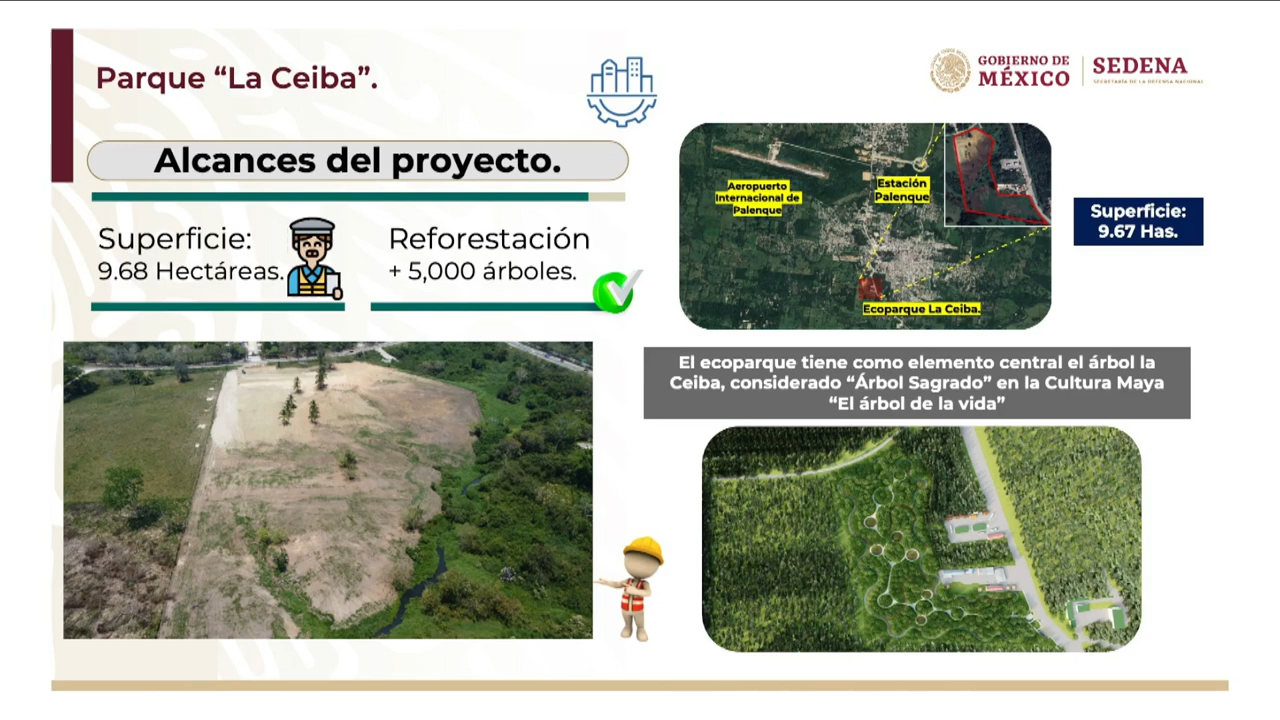 Parque “La Ceiba”.
GOBIERNO DE
MÉXICO
SEDENA
SECRETARÍA DE LA DEFENSA NACIONAL
Alcances del proyecto.
Superficie:
9.68 Hectáreas.
Reforestación
+ 5,000 árboles.
Aeropuerto
Internacional de
Palenque
Estación
Palenque
Ecoparque La Ceiba.
Superficie:
9.67 Has.
El ecoparque tiene como elemento central el árbol la
Ceiba, considerado “Árbol Sagrado” en la Cultura Maya
“El árbol de la vida”